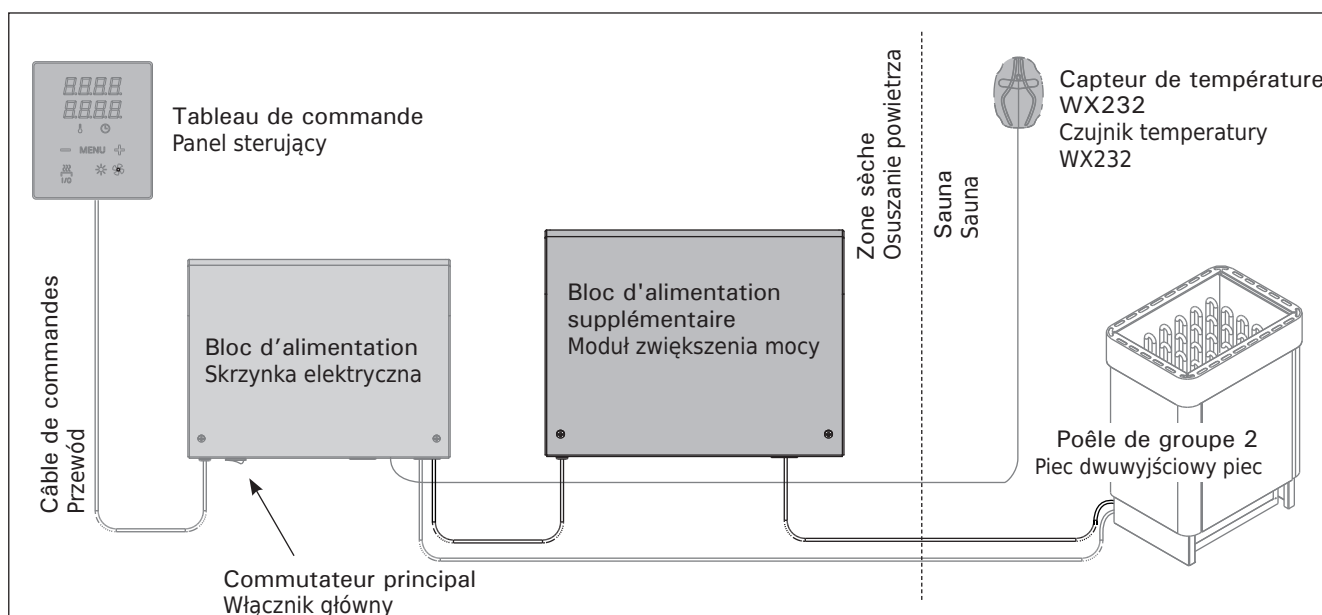 8888
8888
MENU
I/O
Tableau de commande
Panel sterujący
Câble de commandes
Przewód
Bloc d’alimentation
Skrzynka elektryczna
Commutateur principal
Włącznik główny
Bloc d'alimentation
supplémentaire
Moduł zwiększenia mocy
Zone sèche
Osuszanie powietrza
Sauna
Sauna
Capteur de température
WX232
Czujnik temperatury
WX232
Poêle de groupe 2
Piec dwuwyjściowy piec